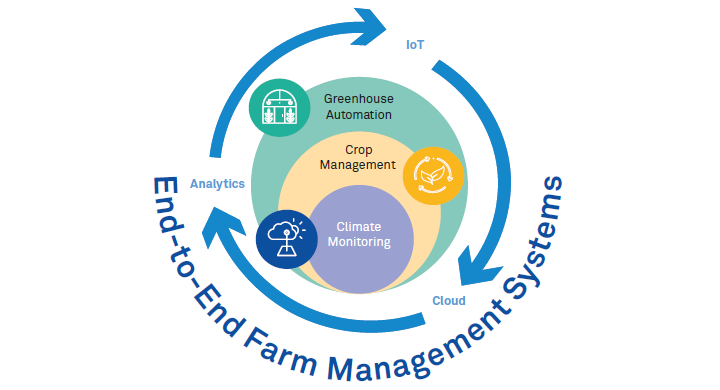 IoT
Greenhouse
Automation
Crop
Management
Analytics
Climate
Monitoring
Cloud
End-to-End Farm Management Systems